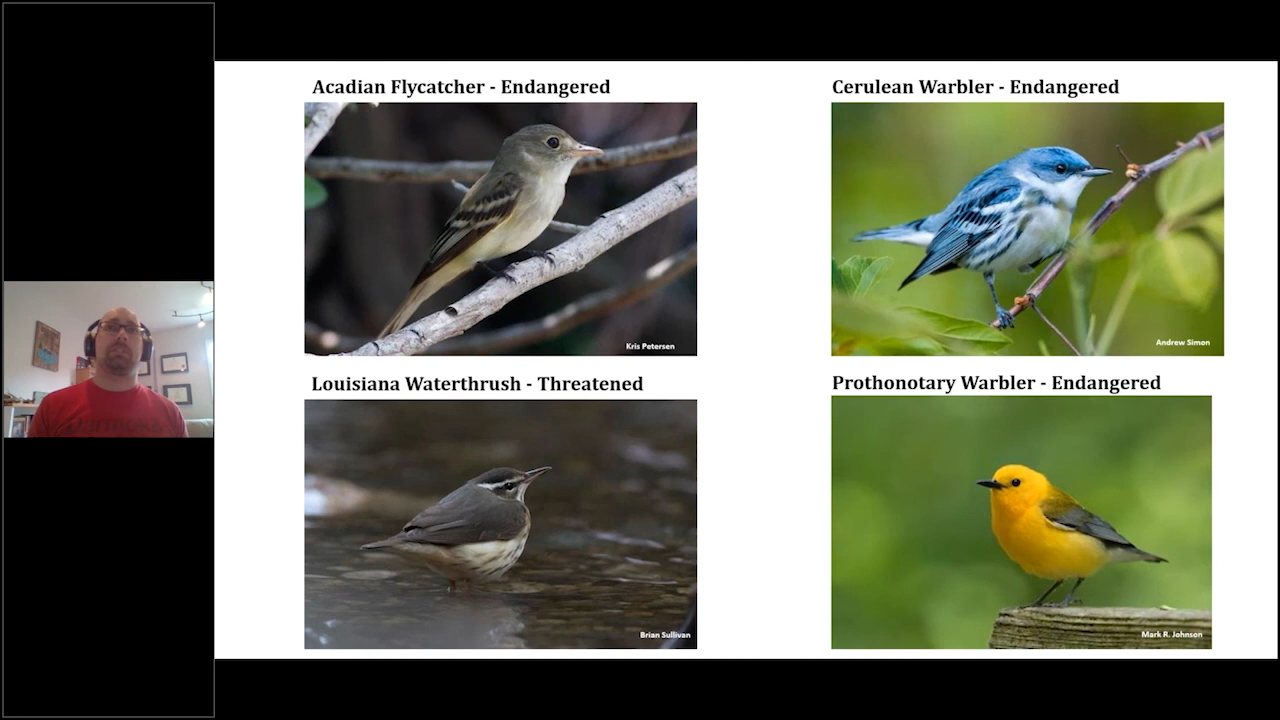 Acadian Flycatcher - Endangered
Cerulean Warbler - Endangered
Kris Petersen
Andrew Simon
Louisiana Waterthrush - Threatened
Prothonotary Warbler - Endangered
Brian Sullivan
Mark R. Johnson